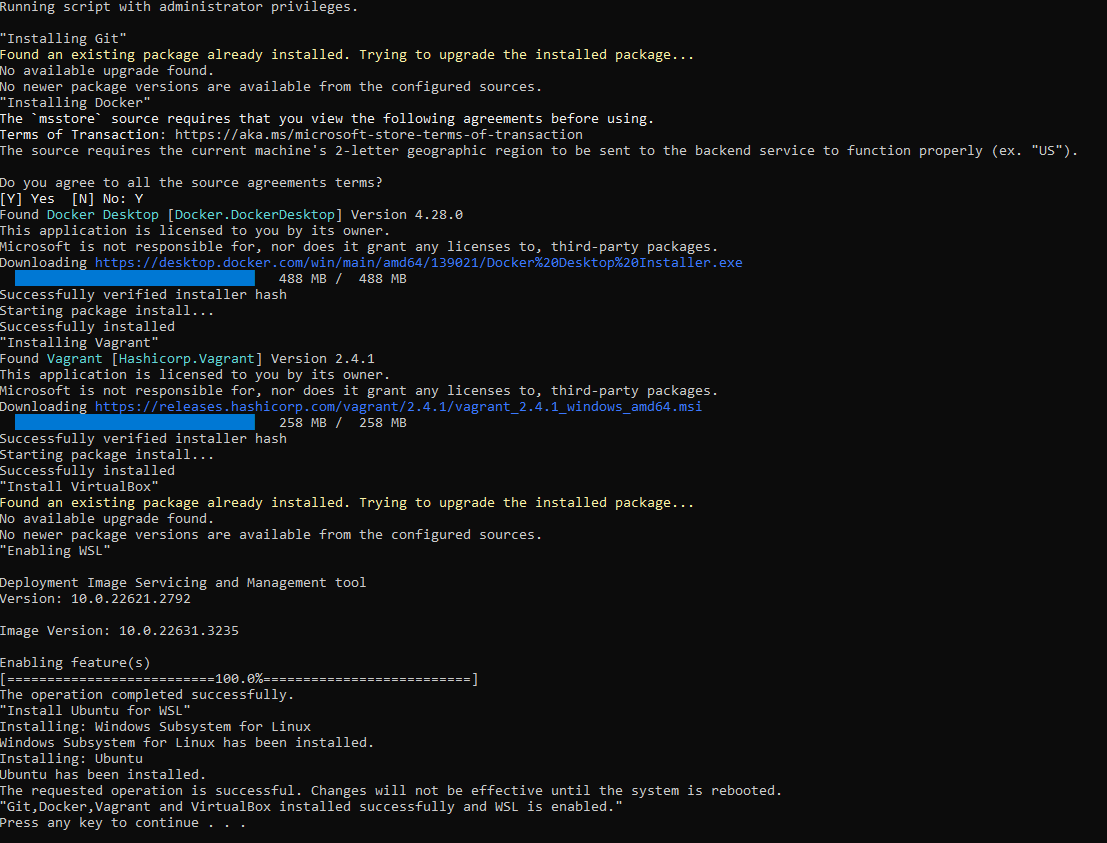 Running script with administrator privileges.
"Installing Git"
Found an existing package already installed. Trying to upgrade the installed package...
No available upgrade found.
No newer package versions are available from the configured sources.
"Installing Docker"
The `msstore` source requires that you view the following agreements before using.
Terms of Transaction: https://aka.ms/microsoft-store-terms-of-transaction
The source requires the current machine's 2-letter geographic region to be sent to the backend service to function properly (ex. "US").
Do you agree to all the source agreements terms?
[Y] Yes  [N] No: Y
Found Docker Desktop [Docker.DockerDesktop] Version 4.28.0
This application is licensed to you by its owner.
Microsoft is not responsible for, nor does it grant any licenses to, third-party packages.
Downloading https://desktop.docker.com/win/main/amd64/139021/Docker%20Desktop%20Installer.exe
488 MB /  488 MB
Successfully verified installer hash
Starting package install...
Successfully installed
"Installing Vagrant"
Found Vagrant [Hashicorp.Vagrant] Version 2.4.1
This application is licensed to you by its owner.
Microsoft is not responsible for, nor does it grant any licenses to, third-party packages.
Downloading https://releases.hashicorp.com/vagrant/2.4.1/vagrant_2.4.1_windows_amd64.msi
258 MB /  258 MB
Successfully verified installer hash
Starting package install...
Successfully installed
"Install VirtualBox"
Found an existing package already installed. Trying to upgrade the installed package...
No available upgrade found.
No newer package versions are available from the configured sources.
"Enabling WSL"
Deployment Image Servicing and Management tool
Version: 10.0.22621.2792
Image Version: 10.0.22631.3235
Enabling feature(s)
[==========================100.0%==========================]
The operation completed successfully.
"Install Ubuntu for WSL"
Installing: Windows Subsystem for Linux
Windows Subsystem for Linux has been installed.
Installing: Ubuntu
Ubuntu has been installed.
The requested operation is successful. Changes will not be effective until the system is rebooted.
"Git,Docker,Vagrant and VirtualBox installed successfully and WSL is enabled."
Press any key to continue . . .